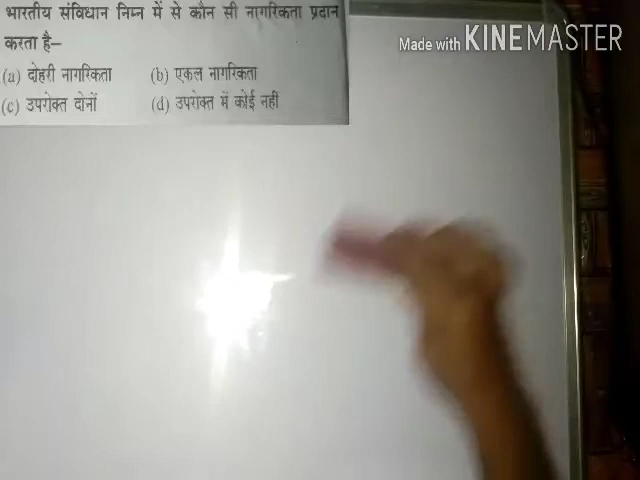 भारतीय संविधान निम्न में से कौन सी नागरिकता प्रदान
करता है–
(a) दोहरी नागरिकता (b) एकल नागरिकता
(c) उपरोक्त दोनों (d) उपरोक्त में कोई नहीं
Made with KINEMASTER